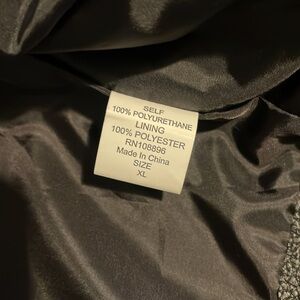 SELF
100% POLYURETHANE
LINING
100% POLYESTER
RN108896
Made In China
SIZE
XL